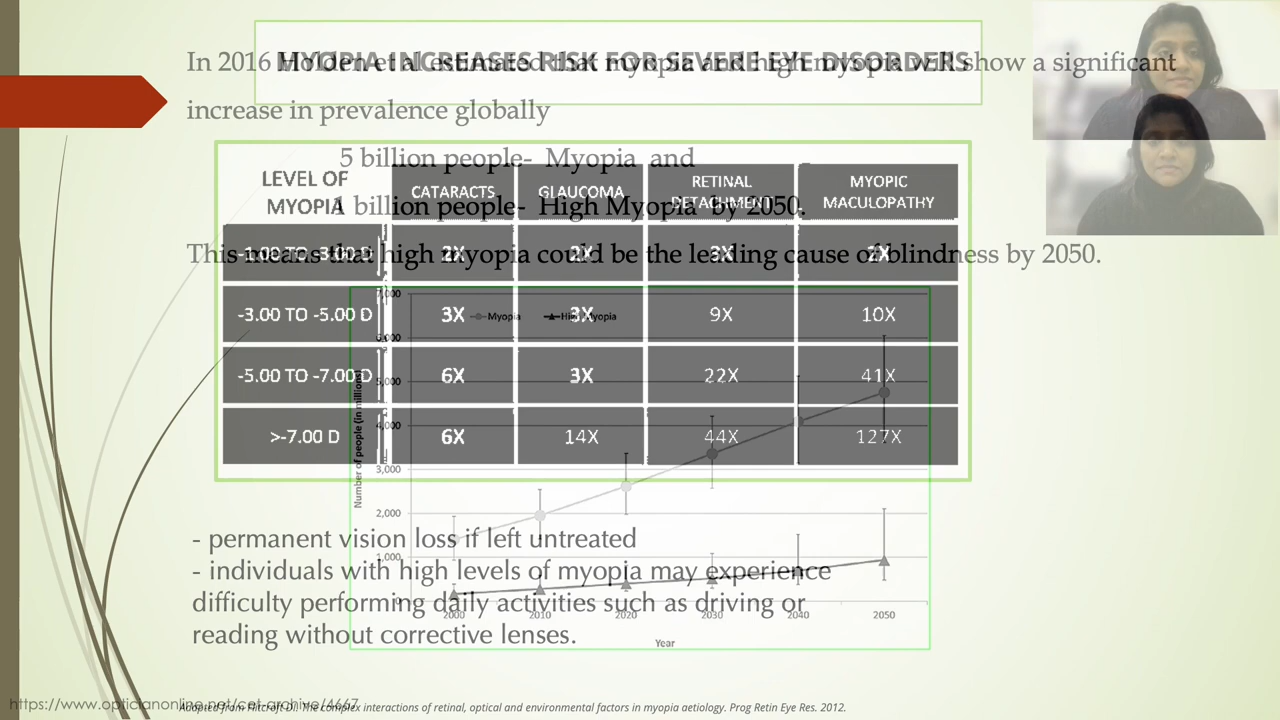 MYOPIA INCREASES RISK FOR SEVERE EYE DISORDERS
In 2016 Holden et al estimated that myopia and high myopia will show a significant
increase in prevalence globally
5 billion people- Myopia and
1 billion people- High Myopia by 2050.
This means that high myopia could be the leading cause of blindness by 2050.
LEVEL OF MYOPIA CATARACTS GLAUCOMA RETINAL DETACHMENT MYOPIC MACULOPATHY
-1.00 TO -3.00 D 2X 2X 3X 2X
-3.00 TO -5.00 D 3X 3X 9X 10X
-5.00 TO -7.00 D 6X 3X 22X 41X
>-7.00 D 6X 14X 44X 127X
Myopia High Myopia
Number of people (in millions)
7,000
6,000
5,000
4,000
3,000
2,000
1,000
2000 2010 2020 2030 2040 2050
Year
- permanent vision loss if left untreated
- individuals with high levels of myopia may experience
difficulty performing daily activities such as driving or
reading without corrective lenses.
https://www.opticianonline.net/cet-archive/4667
Adapted from Flitcroft DI. The complex interactions of retinal, optical and environmental factors in myopia aetiology. Prog Retin Eye Res. 2012.